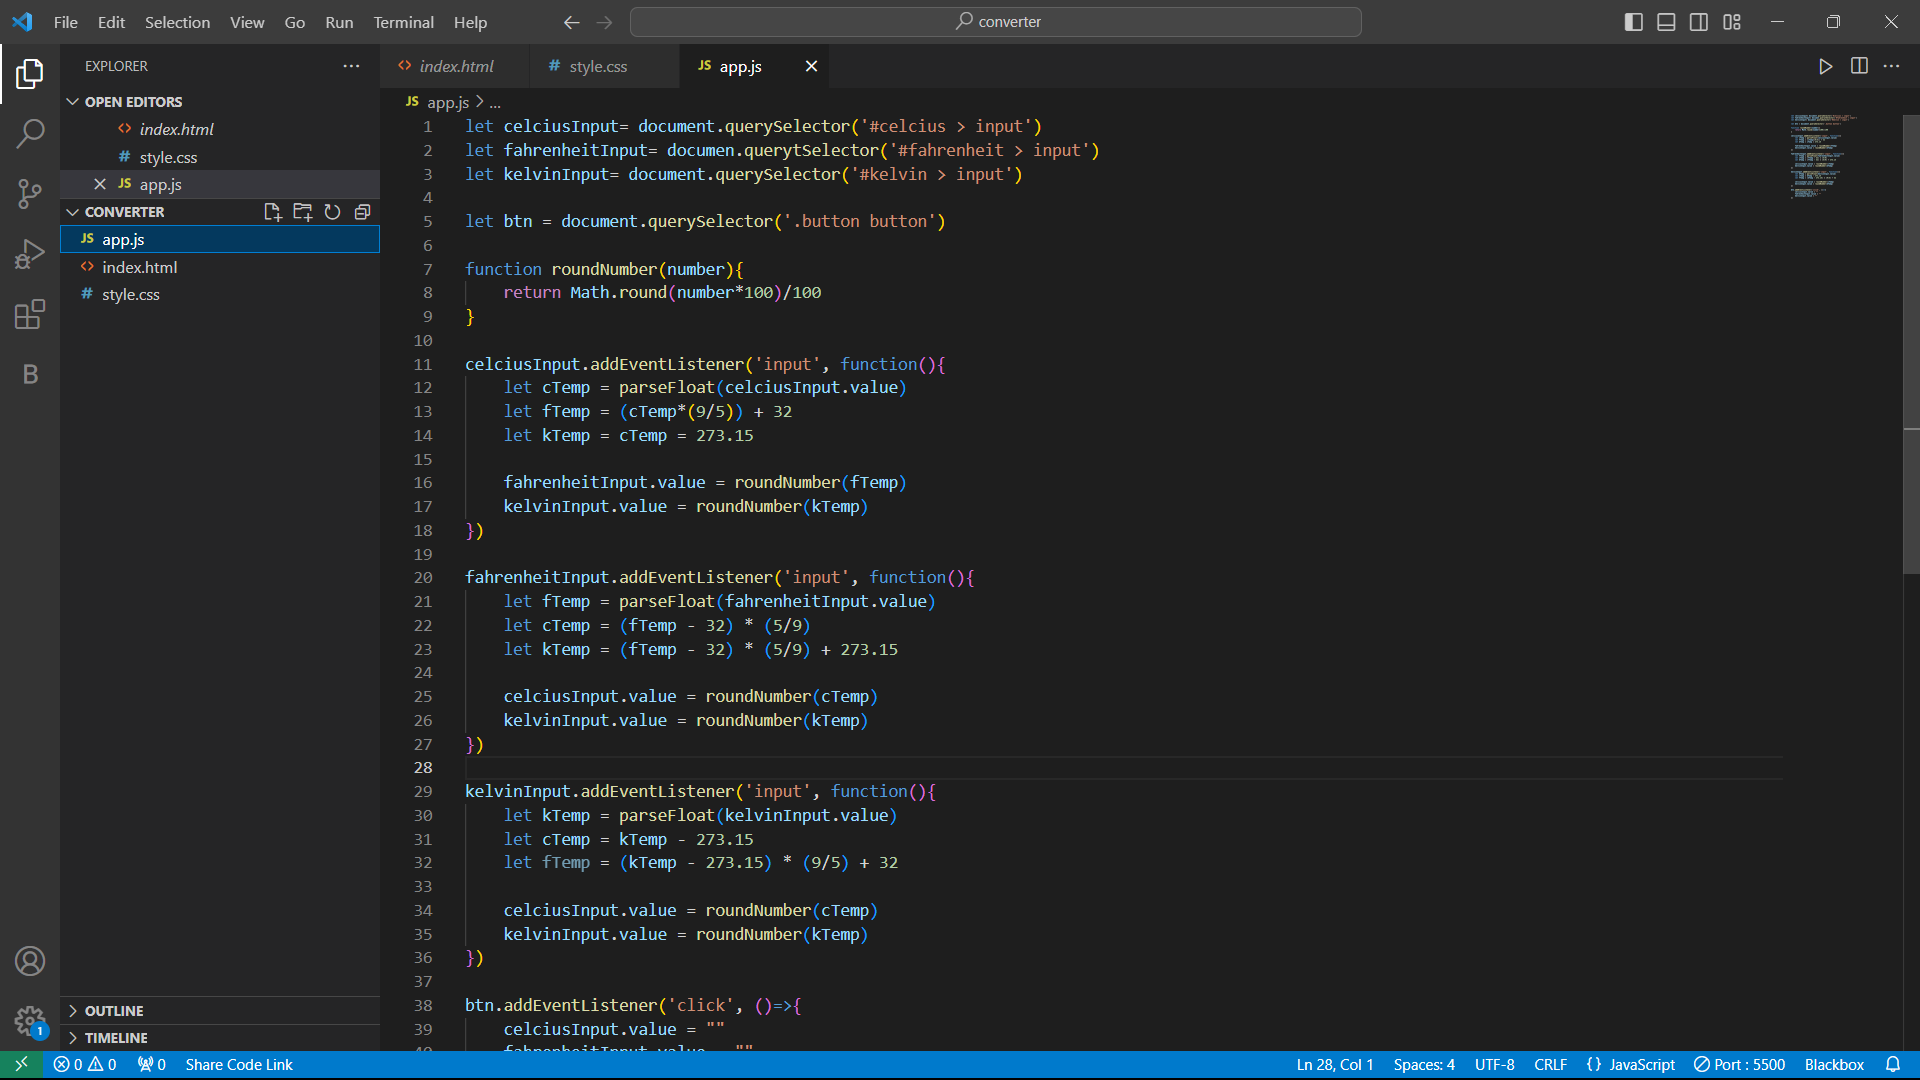 File Edit Selection View Go Run Terminal Help
converter
EXPLORER
OPEN EDITORS
index.html
style.css
app.js
CONVERTER
app.js
index.html
style.css
OUTLINE
TIMELINE
B
1
index.html
style.css
JS app.js
JS app.js > ...
1 let celciusInput= document.querySelector('#celcius > input')
2 let fahrenheitInput= documen.querytSelector('#fahrenheit > input')
3 let kelvinInput= document.querySelector('#kelvin > input')
4
5 let btn = document.querySelector('.button button')
6
7 function roundNumber(number){
8 return Math.round(number*100)/100
9 }
10
11 celciusInput.addEventListener('input', function(){
12 let cTemp = parseFloat(celciusInput.value)
13 let fTemp = (cTemp*(9/5)) + 32
14 let kTemp = cTemp = 273.15
15
16 fahrenheitInput.value = roundNumber(fTemp)
17 kelvinInput.value = roundNumber(kTemp)
18 })
19
20 fahrenheitInput.addEventListener('input', function(){
21 let fTemp = parseFloat(fahrenheitInput.value)
22 let cTemp = (fTemp - 32) * (5/9)
23 let kTemp = (fTemp - 32) * (5/9) + 273.15
24
25 celciusInput.value = roundNumber(cTemp)
26 kelvinInput.value = roundNumber(kTemp)
27 })
28
29 kelvinInput.addEventListener('input', function(){
30 let kTemp = parseFloat(kelvinInput.value)
31 let cTemp = kTemp - 273.15
32 let fTemp = (kTemp - 273.15) * (9/5) + 32
33
34 celciusInput.value = roundNumber(cTemp)
35 kelvinInput.value = roundNumber(kTemp)
36 })
37
38 btn.addEventListener('click', ()=>{
39 celciusInput.value = ""
40 fahrenheitInput.value = ""
0 0 0 Share Code Link Ln 28, Col 1 Spaces: 4 UTF-8 CRLF {} JavaScript Port : 5500 Blackbox